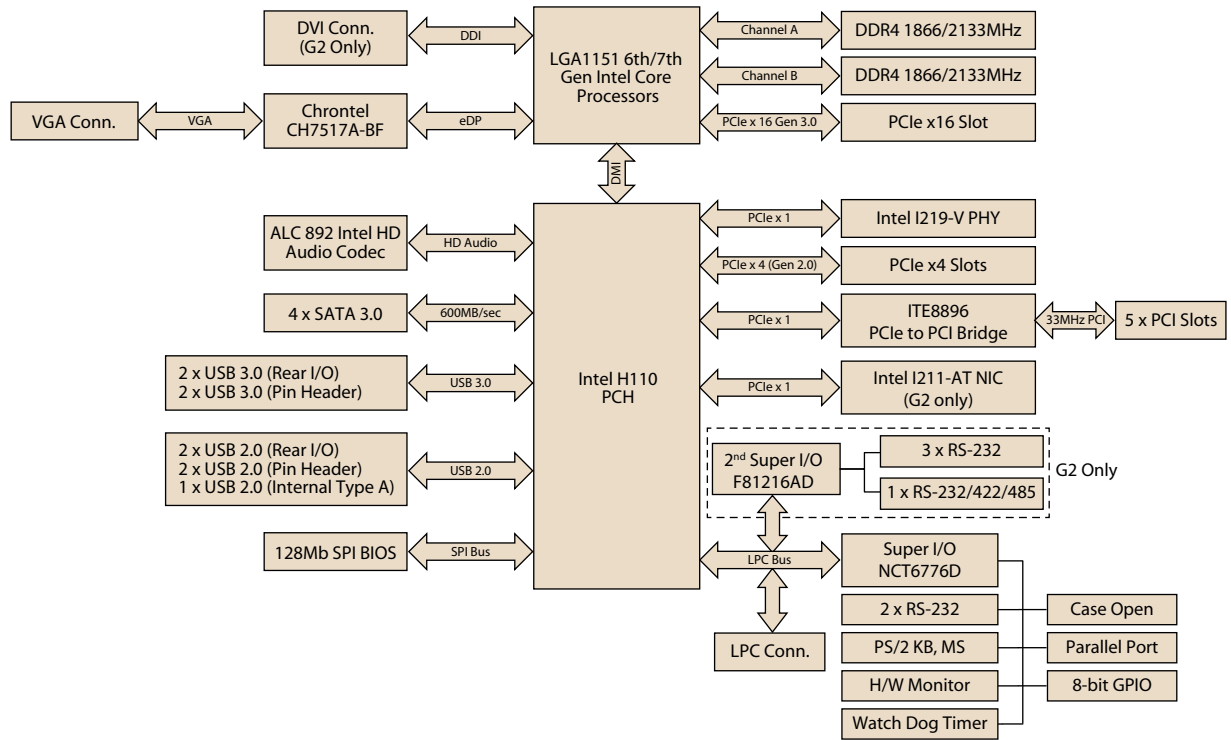 DVI Conn.
(G2 Only)
DDI
LGA1151 6th/7th
Gen Intel Core
Processors
Channel A
DDR4 1866/2133MHz
Channel B
DDR4 1866/2133MHz
VGA Conn.
VGA
Chrontel
CH7517A-BF
eDP
PCIe x 16 Gen 3.0
PCIe x16 Slot
DMI
ALC 892 Intel HD
Audio Codec
HD Audio
4 x SATA 3.0
600MB/sec
2 x USB 3.0 (Rear I/O)
2 x USB 3.0 (Pin Header)
USB 3.0
2 x USB 2.0 (Rear I/O)
2 x USB 2.0 (Pin Header)
1 x USB 2.0 (Internal Type A)
USB 2.0
128Mb SPI BIOS
SPI Bus
Intel H110
PCH
PCIe x 1
Intel I219-V PHY
PCIe x 4 (Gen 2.0)
PCIe x4 Slots
PCIe x 1
ITE8896
PCIe to PCI Bridge
33MHz PCI
5 x PCI Slots
PCIe x 1
Intel I211-AT NIC
(G2 only)
2nd Super I/O
F81216AD
3 x RS-232
1 x RS-232/422/485
G2 Only
LPC Bus
Super I/O
NCT6776D
LPC Conn.
2 x RS-232
Case Open
PS/2 KB, MS
Parallel Port
H/W Monitor
8-bit GPIO
Watch Dog Timer